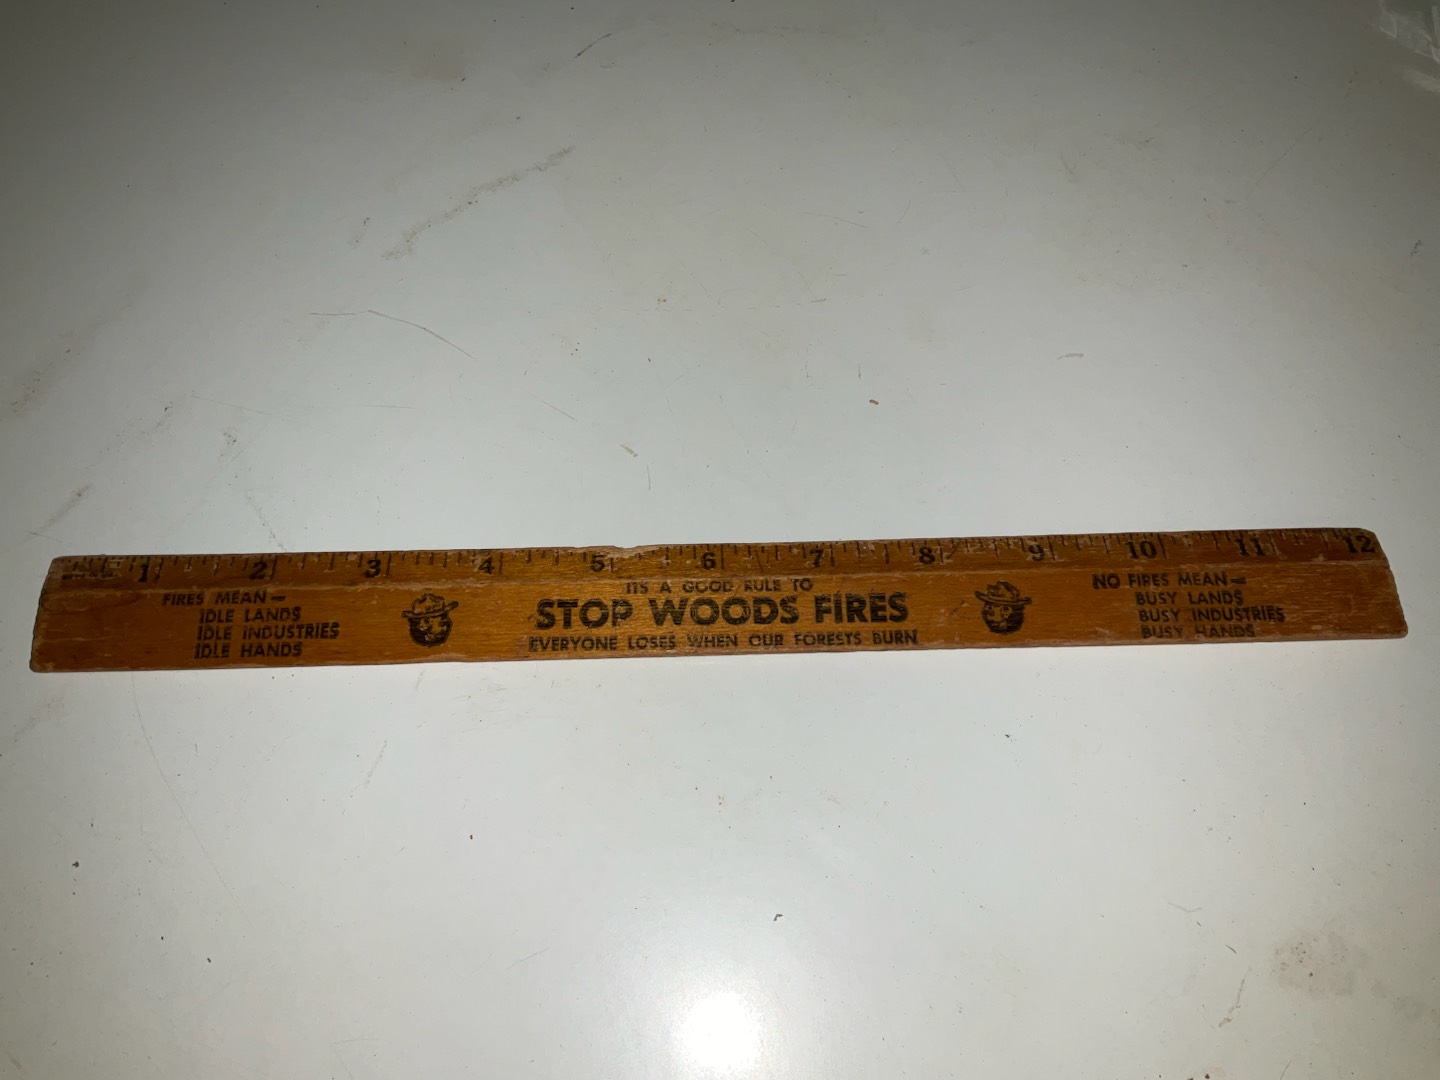 1 2 3 4 5 6 7 8 9 10 11 12
FIRES MEAN—
IDLE LANDS
IDLE INDUSTRIES
IDLE HANDS
ITS A GOOD RULE TO
STOP WOODS FIRES
EVERYONE LOSES WHEN OUR FORESTS BURN
NO FIRES MEAN—
BUSY LANDS
BUSY INDUSTRIES
BUSY HANDS